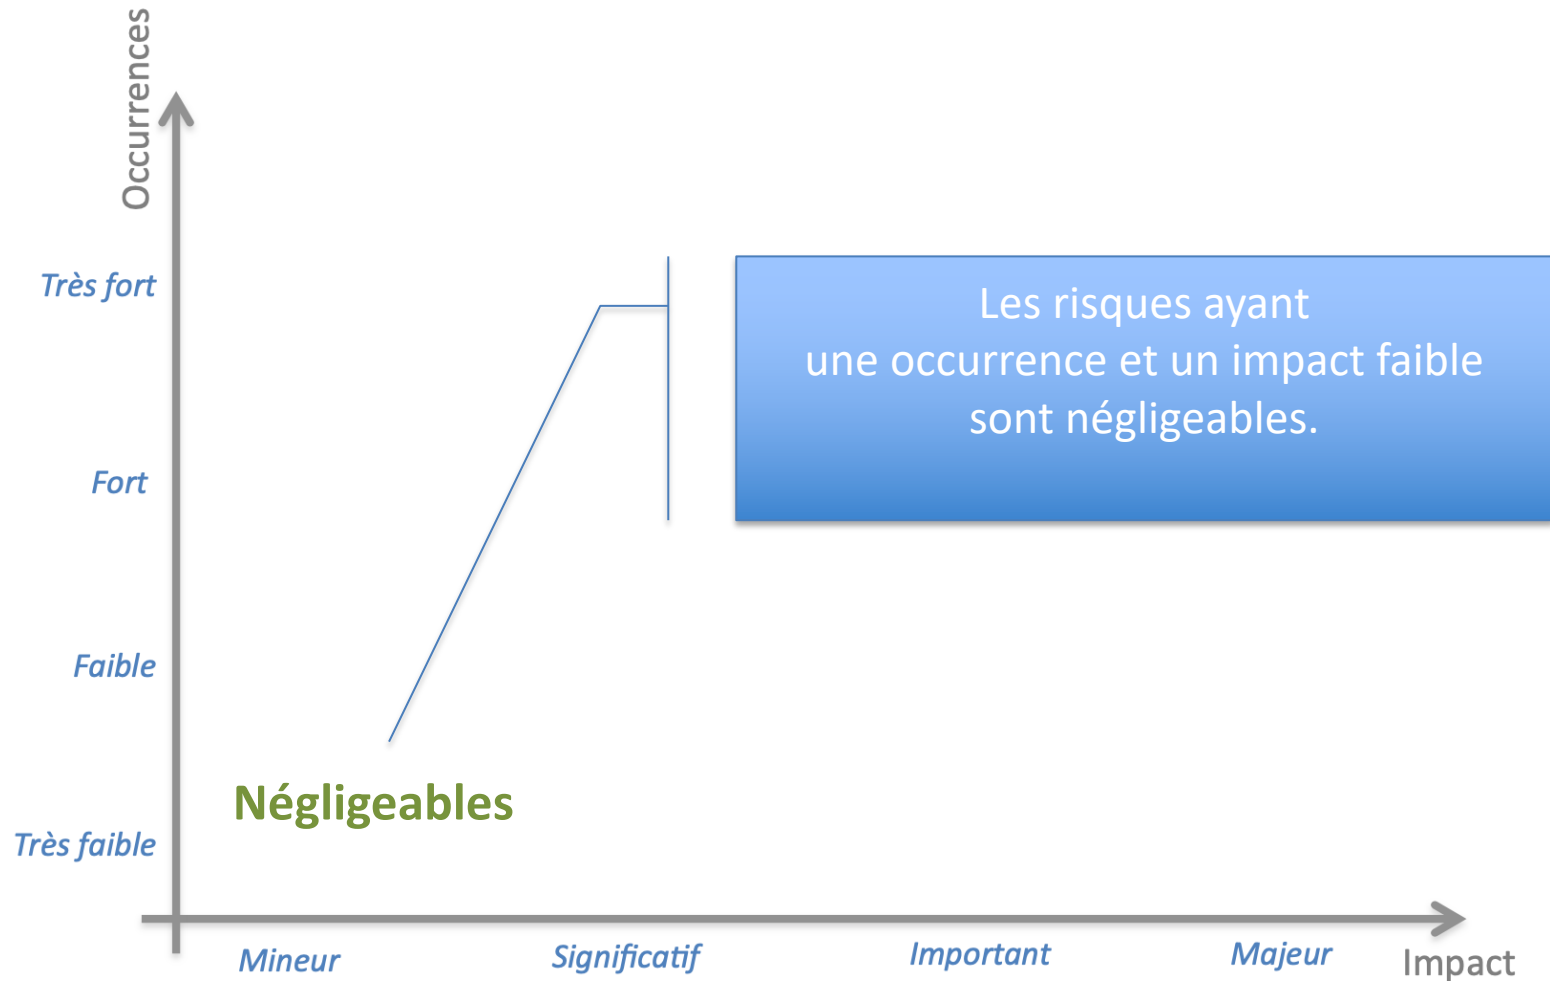 Occurrences
Très fort
Les risques ayant
une occurrence et un impact faible
sont négligeables.
Fort
Faible
Négligeables
Très faible
Mineur
Significatif
Important
Majeur
Impact